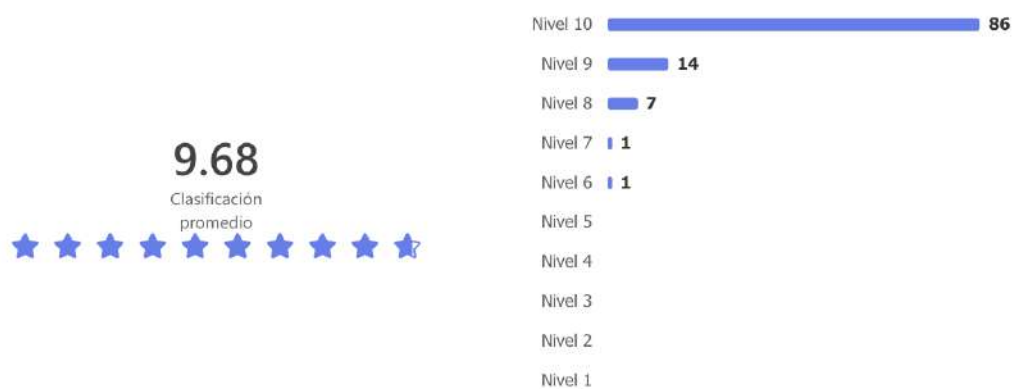 9.68
Clasificación
promedio
Nivel 10 86
Nivel 9 14
Nivel 8 7
Nivel 7 1
Nivel 6 1
Nivel 5
Nivel 4
Nivel 3
Nivel 2
Nivel 1